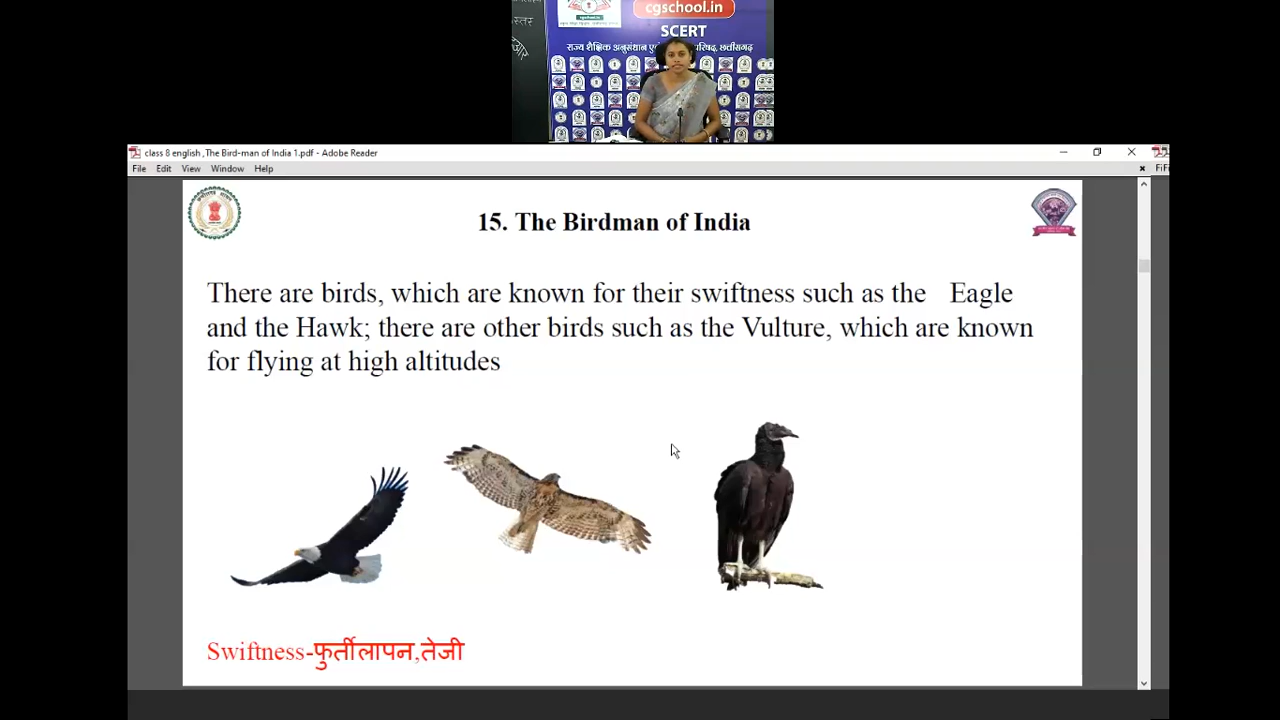 cgschool.in
SCERT
class 8 english ,The Bird-man of India 1.pdf - Adobe Reader
File Edit View Window Help
15. The Birdman of India
There are birds, which are known for their swiftness such as the Eagle
and the Hawk; there are other birds such as the Vulture, which are known
for flying at high altitudes
Swiftness-फुर्तीलापन,तेजी